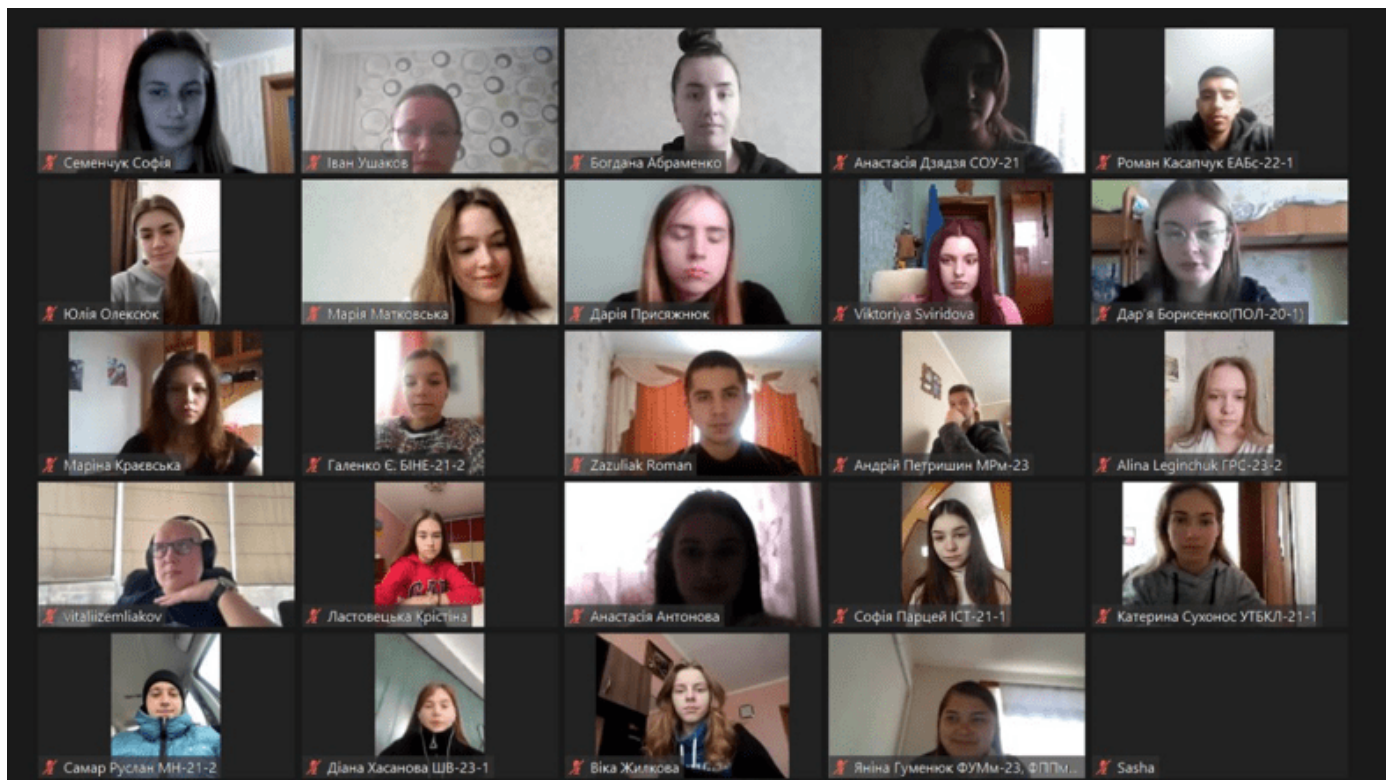 Семенчук Софія
Іван Ушаков
Богдана Абраменко
Анастасія Дзядзя СОУ-21
Роман Касапчук ЕАБс-22-1
Юлія Олексюк
Марія Матковська
Дарія Присяжнюк
Viktoriya Sviridova
Дар'я Борисенко(ПОЛ-20-1)
Маріна Краєвська
Галенко Є. БІНЕ-21-2
Zazuliak Roman
Андрій Петришин МРм-23
Alina Leginchuk ГРС-23-2
vitaliizemliakov
Ластовецька Крістіна
Анастасія Антонова
Софія Парцей ІСТ-21-1
Катерина Сухонос УТБКЛ-21-1
Самар Руслан МН-21-2
Діана Хасанова ШВ-23-1
Віка Жилкова
Яніна Гуменюк ФУМм-23, ФППм...
Sasha